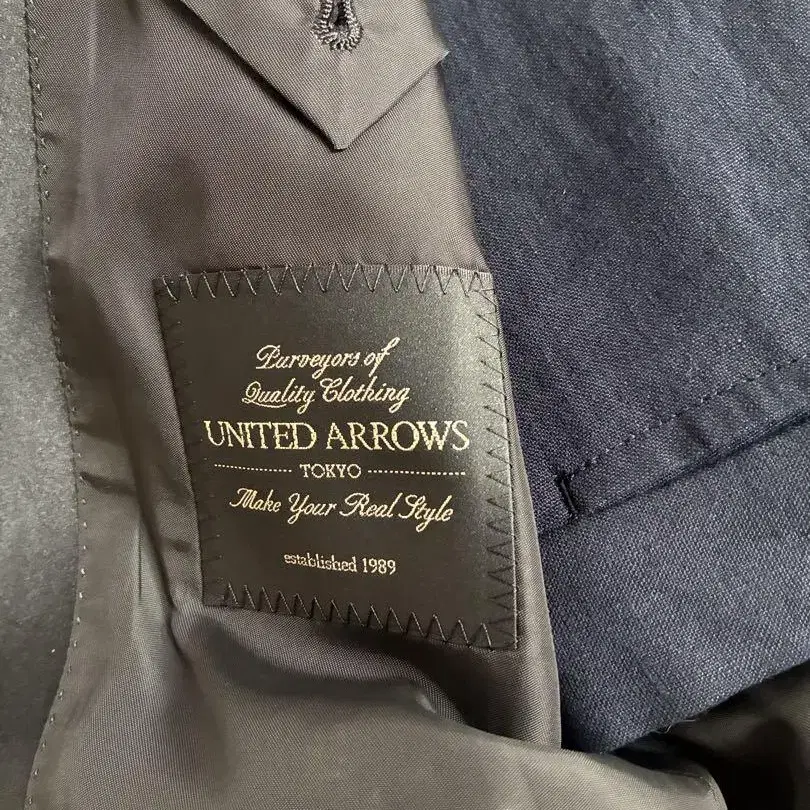 Purveyors of
Quality Clothing
UNITED ARROWS
TOKYO
Make Your Real Style
established 1989